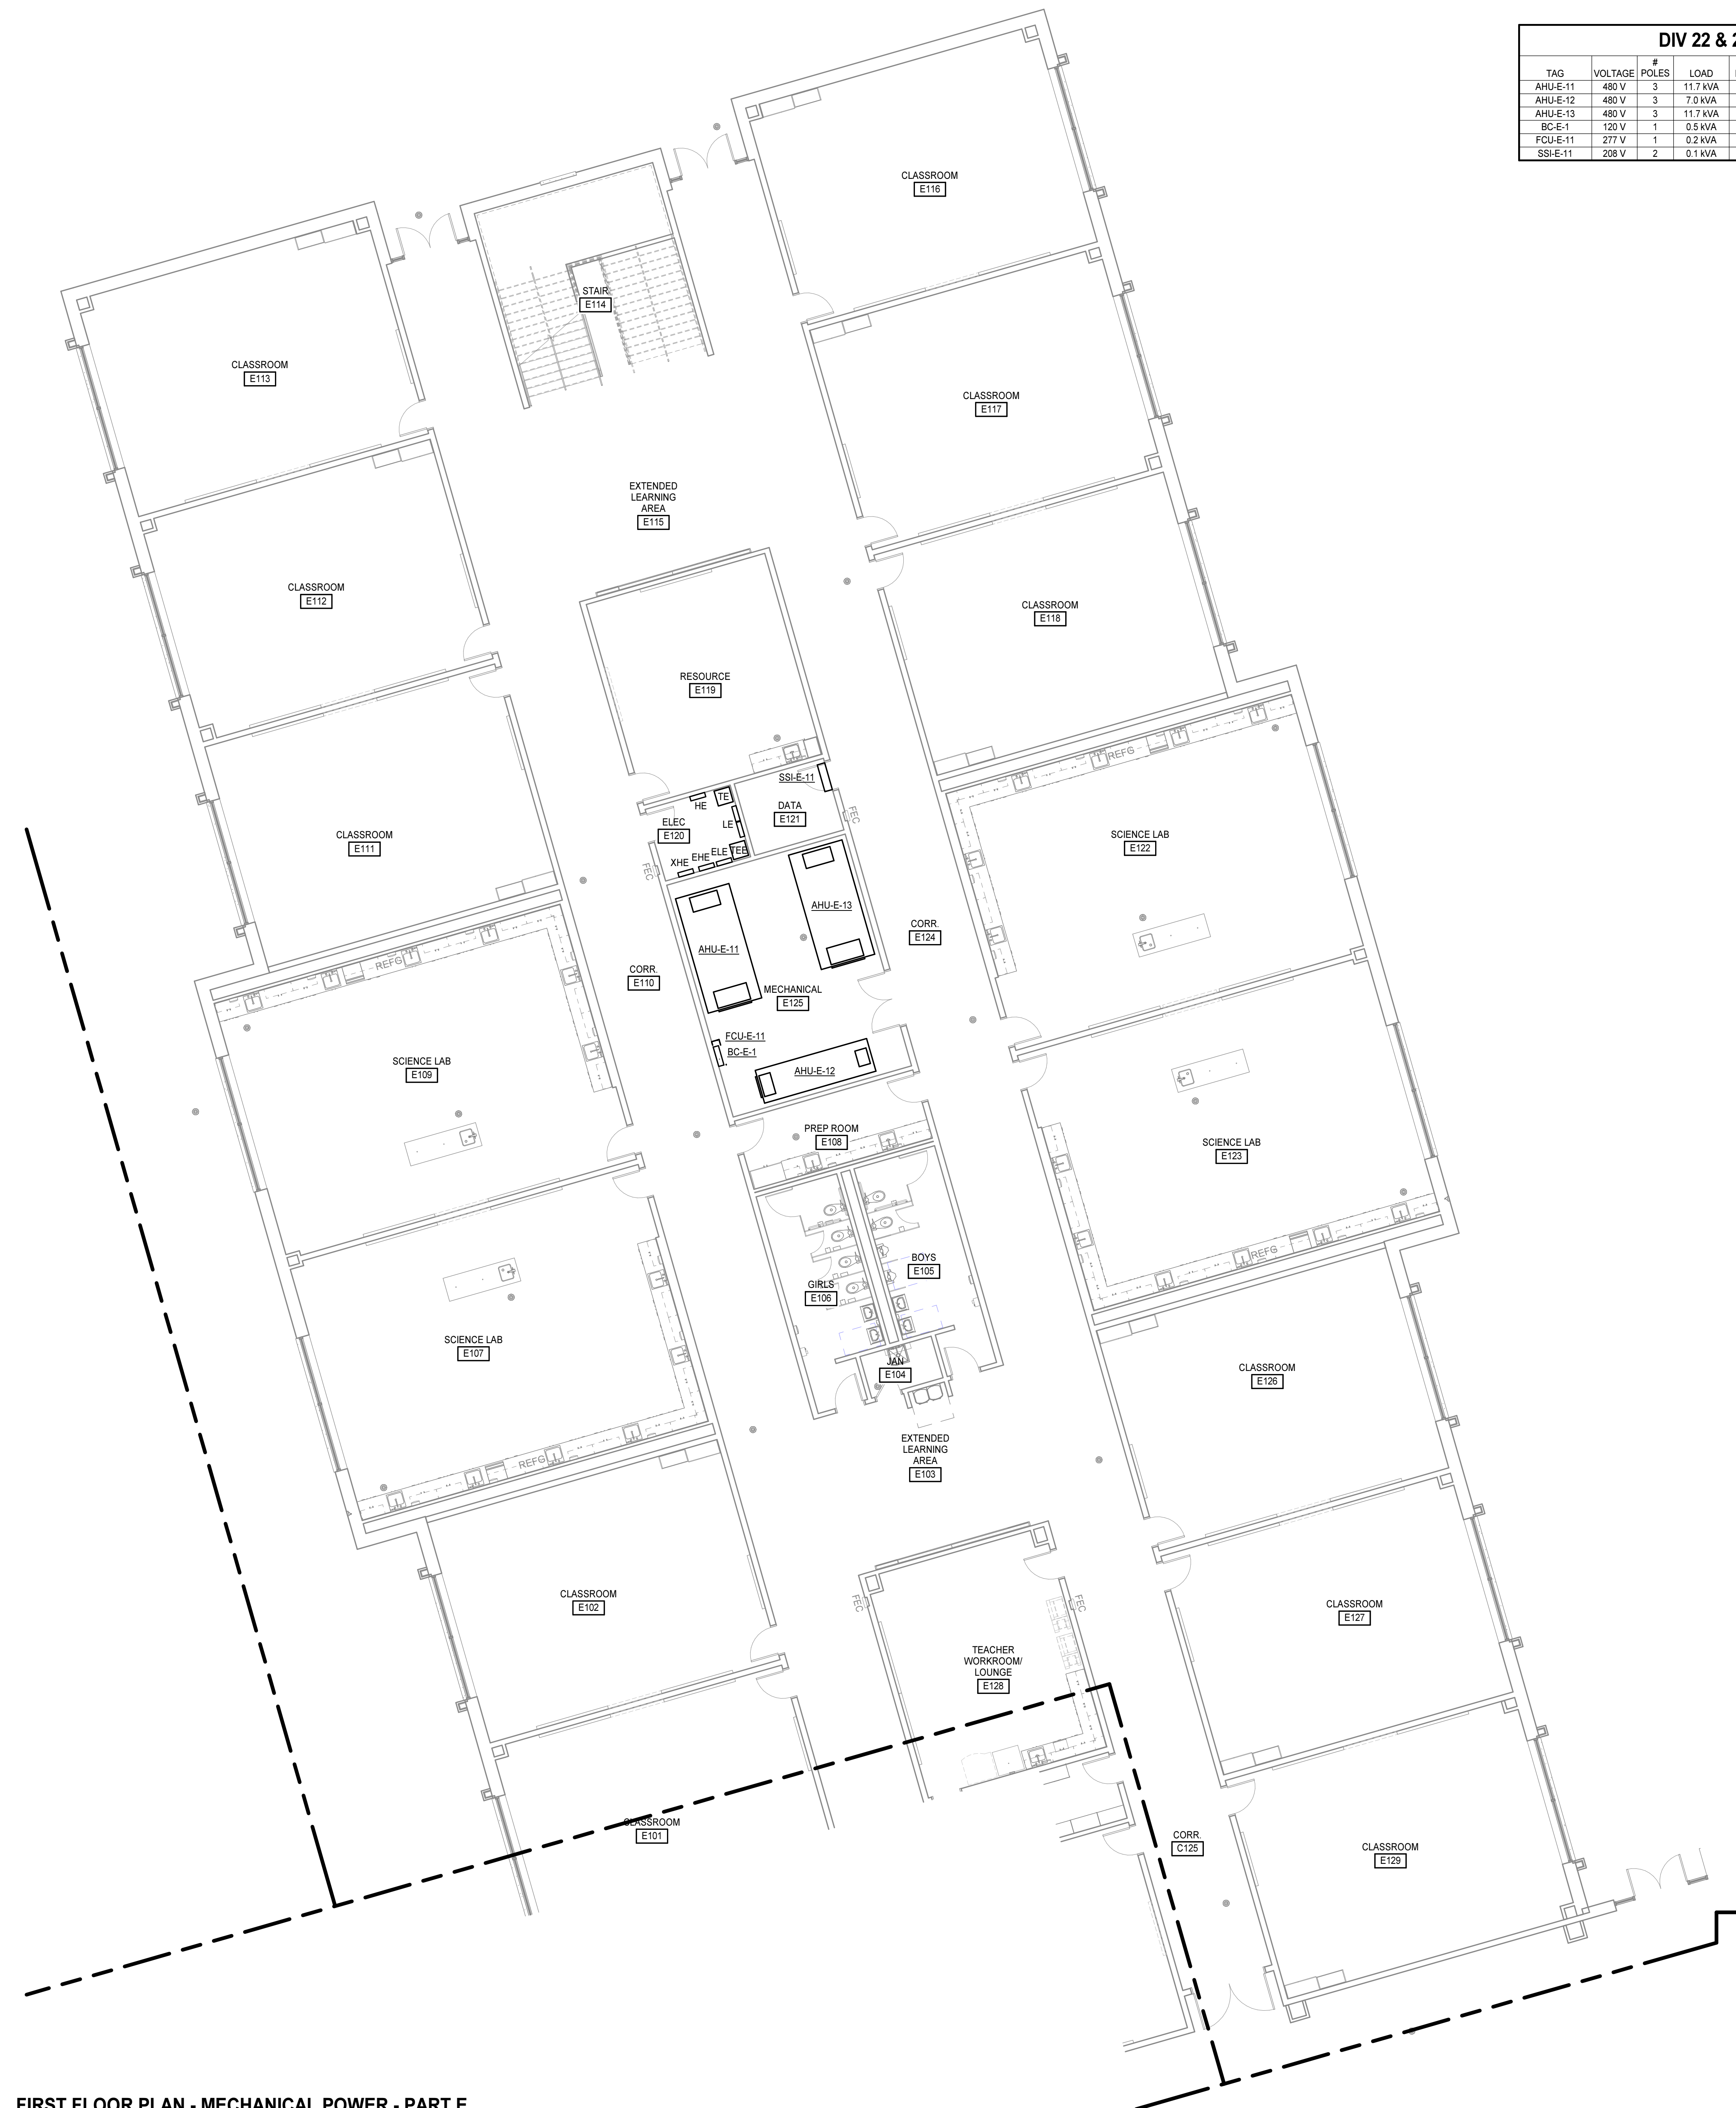 DIV 22 & 2
TAG VOLTAGE # POLES LOAD
AHU-E-11 480 V 3 11.7 kVA
AHU-E-12 480 V 3 7.0 kVA
AHU-E-13 480 V 3 11.7 kVA
BC-E-1 120 V 1 0.5 kVA
FCU-E-11 277 V 1 0.2 kVA
SSI-E-11 208 V 2 0.1 kVA
CLASSROOM
E116
STAIR
E114
CLASSROOM
E113
CLASSROOM
E117
EXTENDED
LEARNING
AREA
E115
CLASSROOM
E112
CLASSROOM
E118
RESOURCE
E119
REFG
SSI-E-11
HE
TE
DATA
E121
FEC
ELEC
E120
LE
CLASSROOM
E111
SCIENCE LAB
E122
XHE
EHE
ELE
TEE
FEC
AHU-E-13
CORR.
E124
AHU-E-11
REFG
CORR.
E110
MECHANICAL
E125
FCU-E-11
BC-E-1
AHU-E-12
SCIENCE LAB
E109
PREP ROOM
E108
SCIENCE LAB
E123
REFG
BOYS
E105
GIRLS
E106
SCIENCE LAB
E107
JAN
E104
CLASSROOM
E126
EXTENDED
LEARNING
AREA
E103
REFG
CLASSROOM
E102
FEC
FEC
CLASSROOM
E127
TEACHER
WORKROOM/
LOUNGE
E128
CLASSROOM
E101
CORR.
C125
CLASSROOM
E129
FIRST FLOOR PLAN - MECHANICAL POWER - PART E